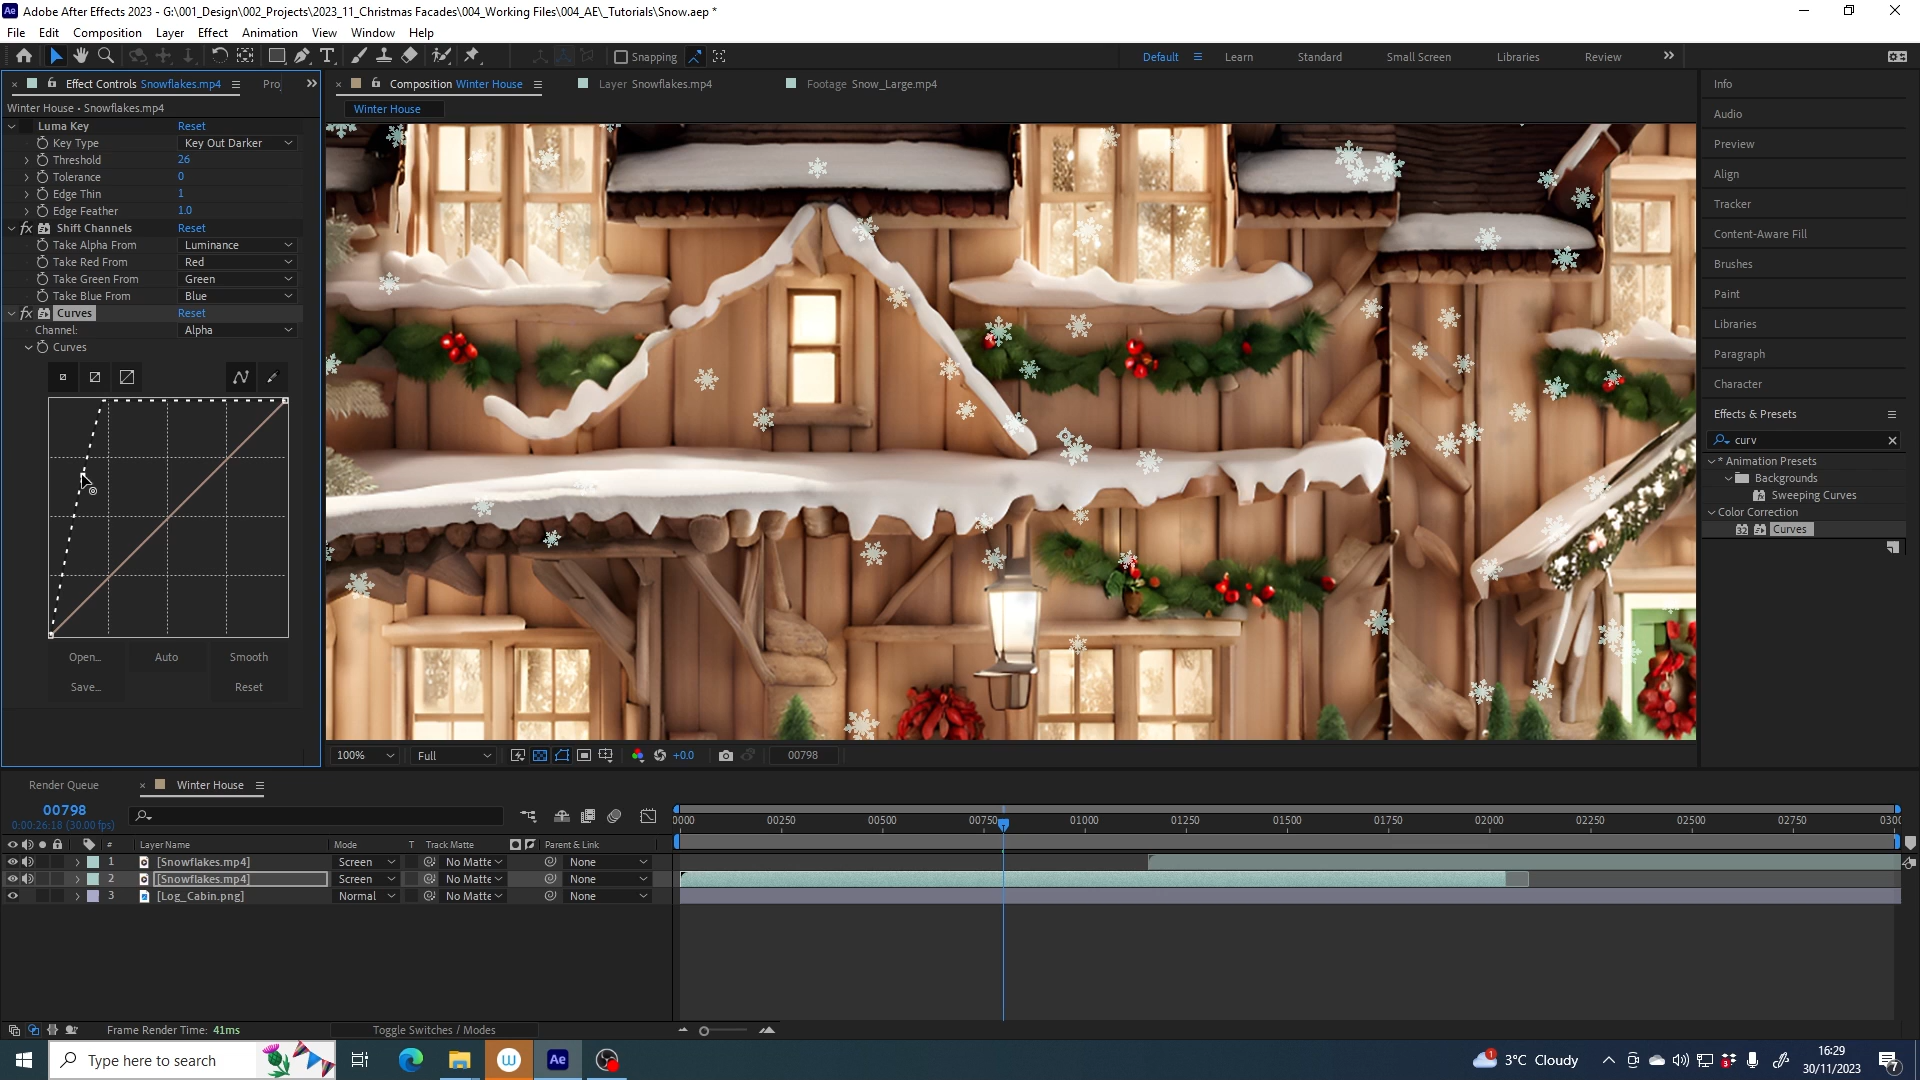 Adobe After Effects 2023 - G:\001_Design\002_Projects\2023_11_Christmas Facades\004_Working Files\004_AE\_Tutorials\Snow.aep *
File Edit Composition Layer Effect Animation View Window Help
Snapping
Default Learn Standard Small Screen Libraries Review
Effect Controls Snowflakes.mp4
Composition Winter House
Layer Snowflakes.mp4
Footage Snow_Large.mp4
Winter House • Snowflakes.mp4
Winter House
Luma Key Reset
Key Type Key Out Darker
Threshold 26
Tolerance 0
Edge Thin 1
Edge Feather 1.0
fx Shift Channels Reset
Take Alpha From Luminance
Take Red From Red
Take Green From Green
Take Blue From Blue
fx Curves Reset
Channel: Alpha
Curves
Open... Auto Smooth
Save... Reset
Info
Audio
Preview
Align
Tracker
Content-Aware Fill
Brushes
Paint
Libraries
Paragraph
Character
Effects & Presets
curv
* Animation Presets
Backgrounds
Sweeping Curves
Color Correction
32 Curves
100% Full +0.0 00798
Render Queue Winter House
00798
0:00:26:18 (30.00 fps)
0000 00250 00500 00750 01000 01250 01500 01750 02000 02250 02500 02750 0300
# Layer Name Mode T Track Matte Parent & Link
1 [Snowflakes.mp4] Screen No Matte None
2 [Snowflakes.mp4] Screen No Matte None
3 [Log_Cabin.png] Normal No Matte None
Frame Render Time: 41ms Toggle Switches / Modes
Type here to search
W
Ae
1
3°C Cloudy
16:29
30/11/2023
7